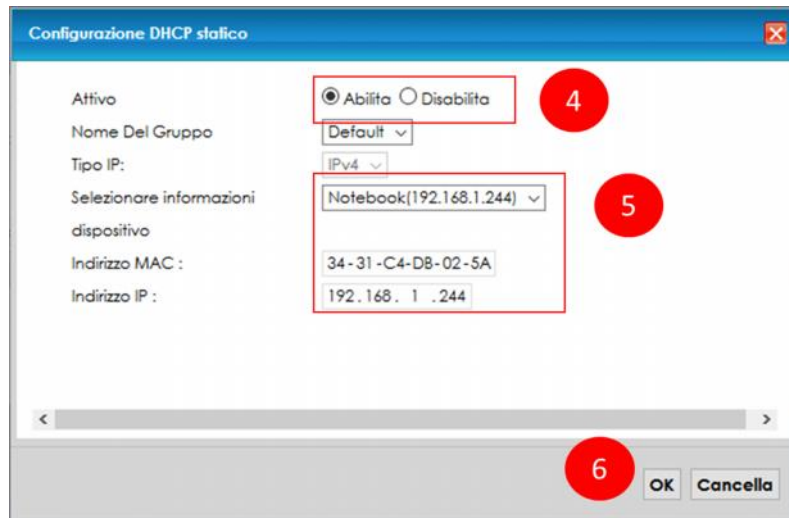 Configurazione DHCP statico
Attivo Abilita Disabilita 4
Nome Del Gruppo Default
Tipo IP: IPv4
Selezionare informazioni Notebook(192.168.1.244) 5
dispositivo
Indirizzo MAC : 34-31-C4-DB-02-5A
Indirizzo IP : 192.168. 1 .244
6
OK Cancella